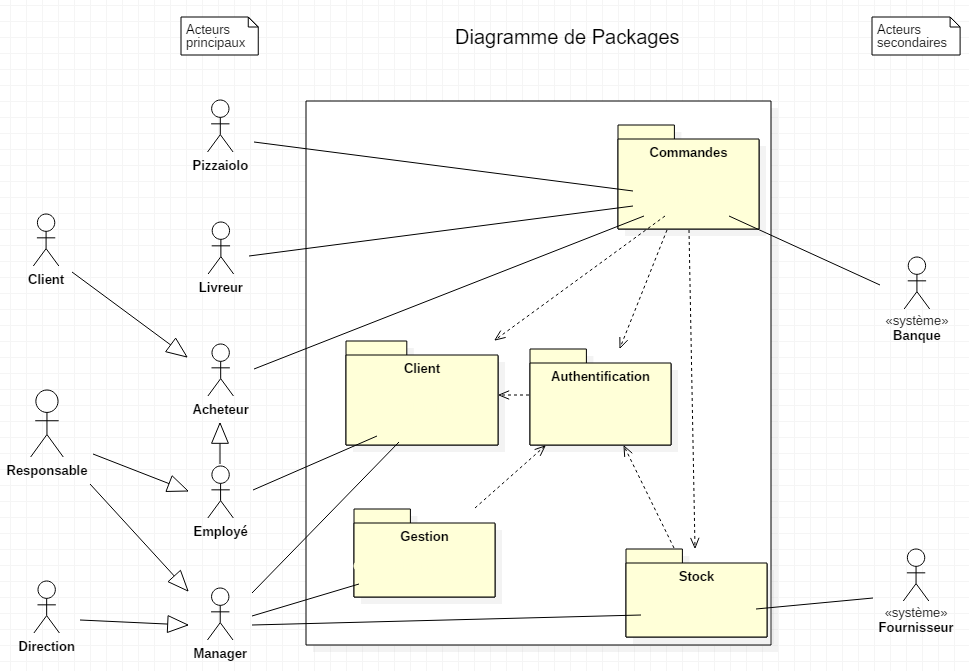 Acteurs
principaux
Diagramme de Packages
Acteurs
secondaires
Pizzaiolo
Commandes
Client
Livreur
«système»
Banque
Client
Authentification
Acheteur
Responsable
Employé
Gestion
Stock
«système»
Fournisseur
Direction
Manager